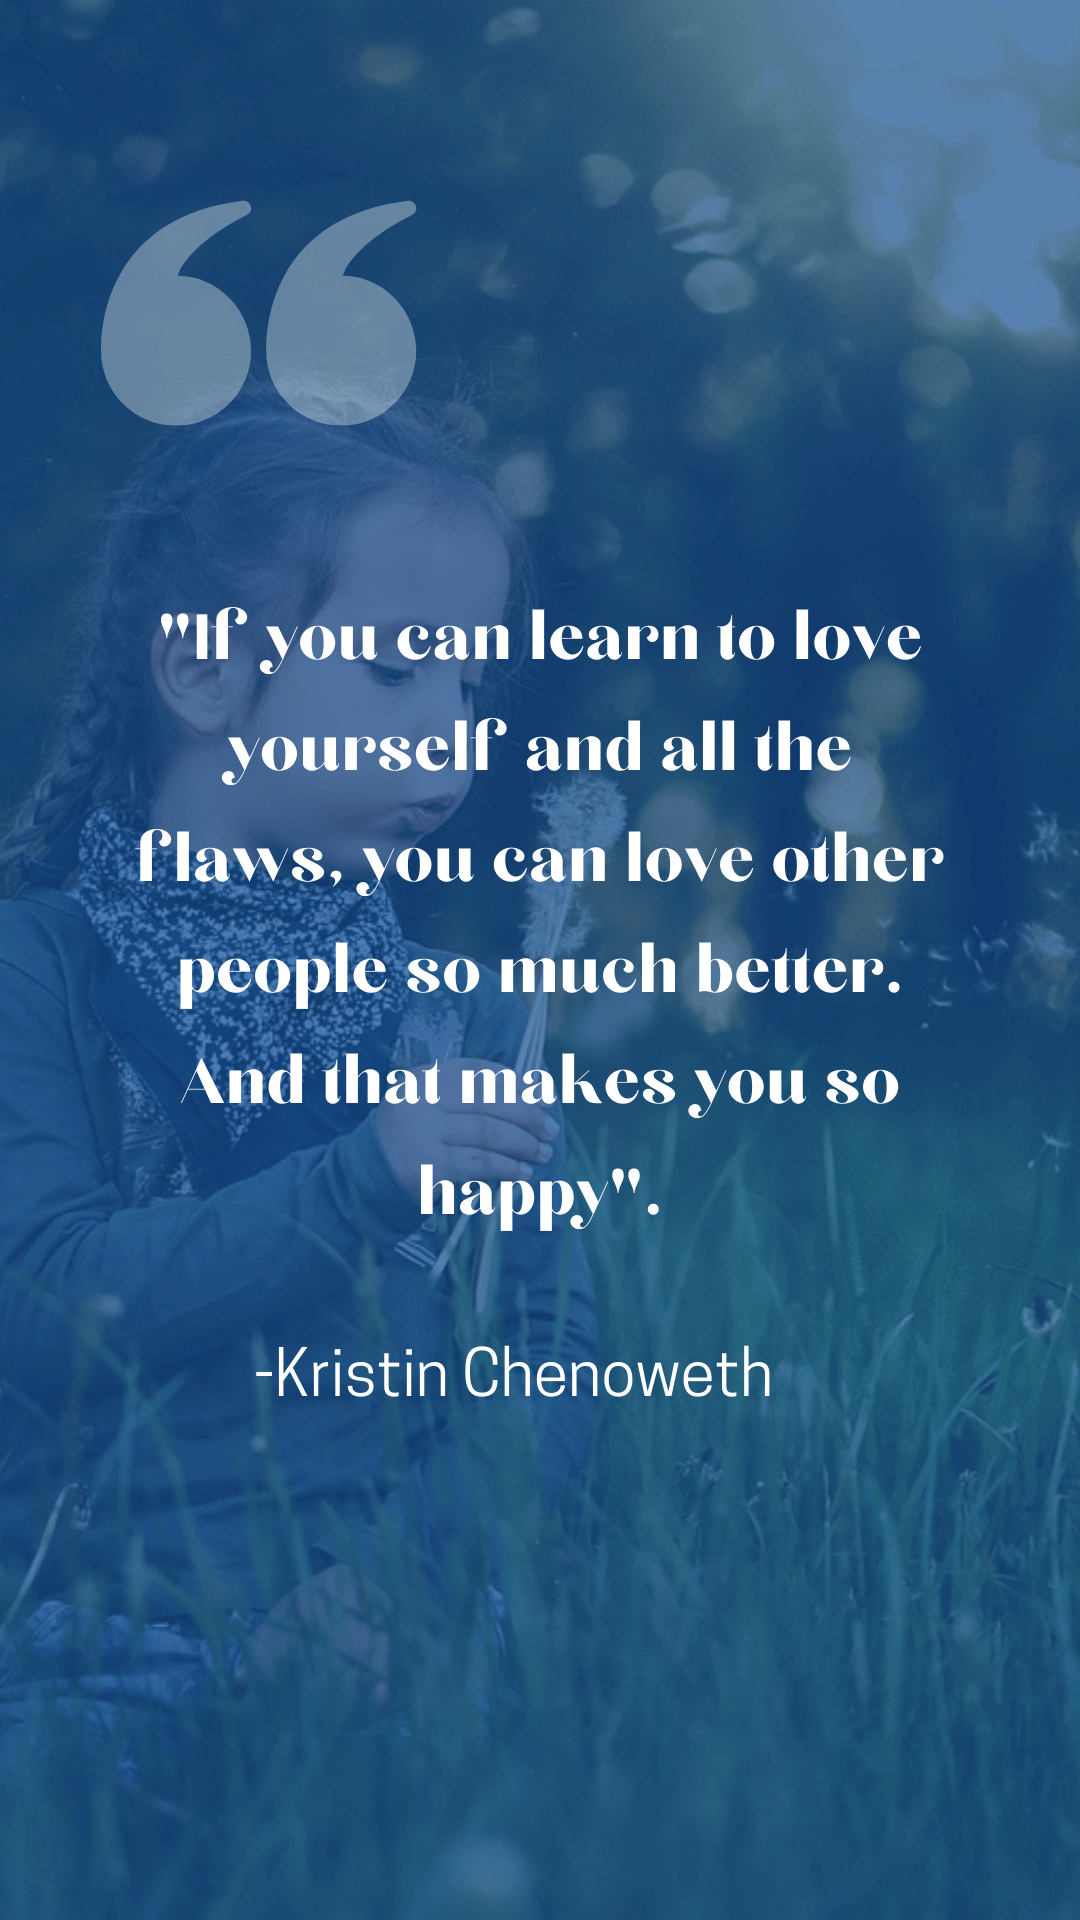 "If you can learn to love
yourself and all the
flaws, you can love other
people so much better.
And that makes you so
happy".
-Kristin Chenoweth